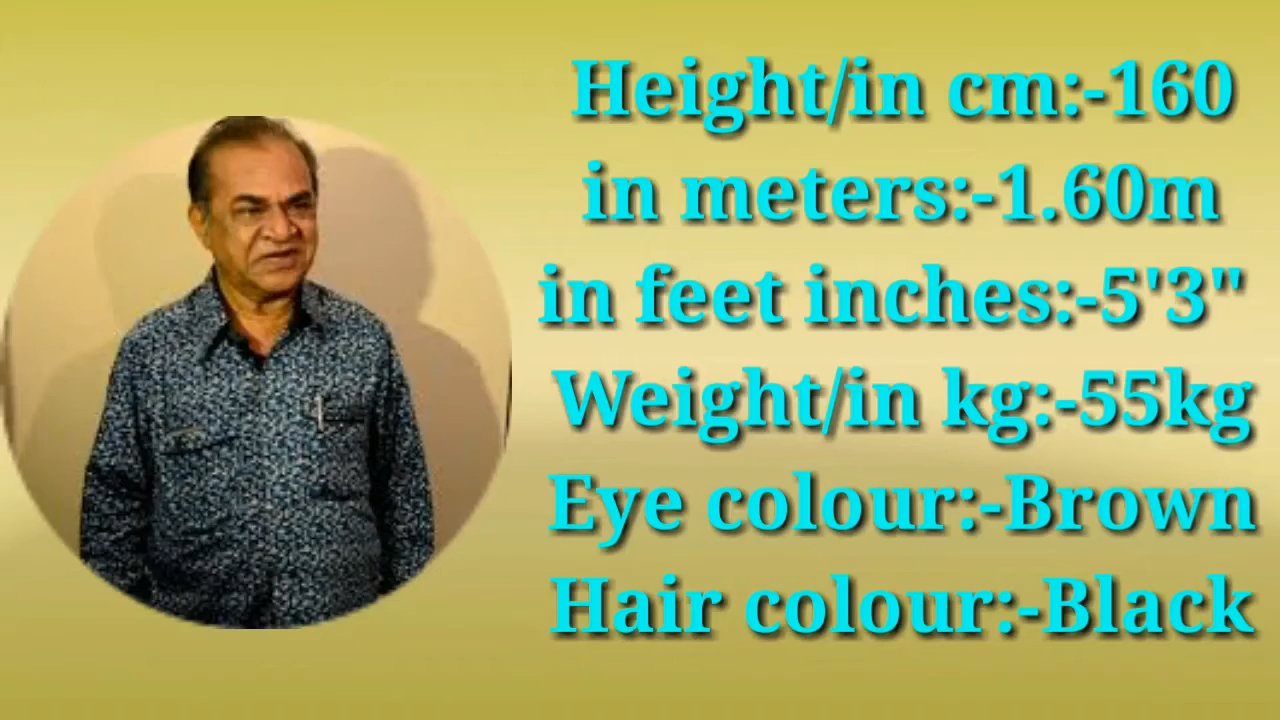 Height/in cm:-160
in meters:-1.60m
in feet inches:-5'3"
Weight/in kg:-55kg
Eye colour:-Brown
Hair colour:-Black